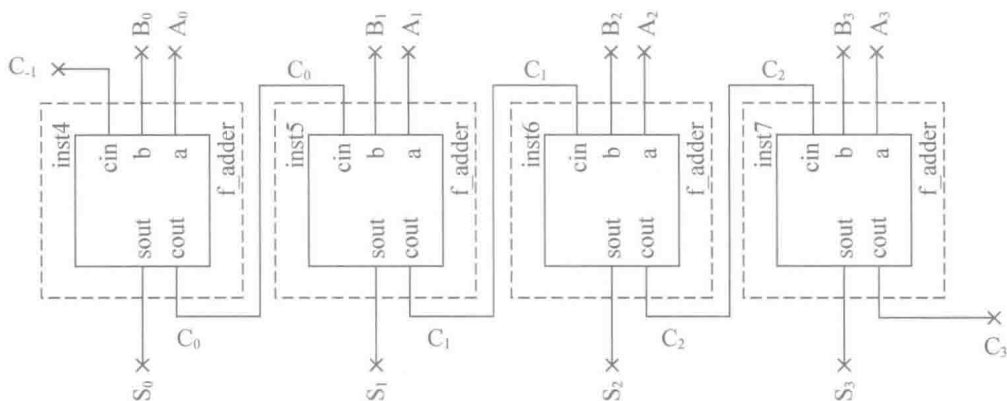 B₀ A₀ B₁ A₁ B₂ A₂ B₃ A₃
C₋₁ C₀ C₁ C₂
inst4 cin b a f_adder sout cout
inst5 cin b a f_adder sout cout
inst6 cin b a f_adder sout cout
inst7 cin b a f_adder sout cout
C₀ C₁ C₂ C₃
S₀ S₁ S₂ S₃